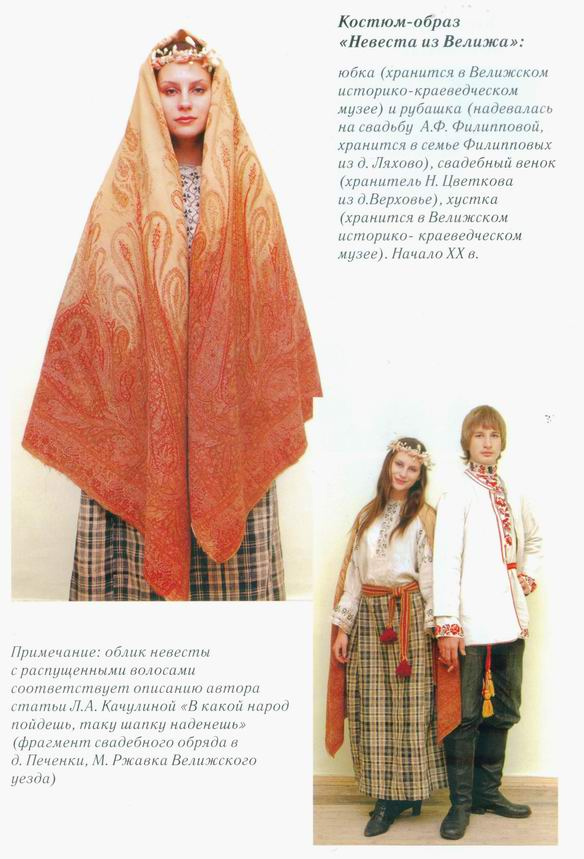 Костюм-образ
«Невеста из Велижа»:
юбка (хранится в Велижском
историко-краеведческом
музее) и рубашка (надевалась
на свадьбу А.Ф. Филипповой,
хранится в семье Филипповых
из д. Ляхово), свадебный венок
(хранитель Н. Цветкова
из д.Верховье), хустка
(хранится в Велижском
историко- краеведческом
музее). Начало XX в.
Примечание: облик невесты
с распущенными волосами
соответствует описанию автора
статьи Л.А. Качулиной «В какой народ
пойдешь, таку шапку наденешь»
(фрагмент свадебного обряда в
д. Печенки, М. Ржавка Велижского
уезда)